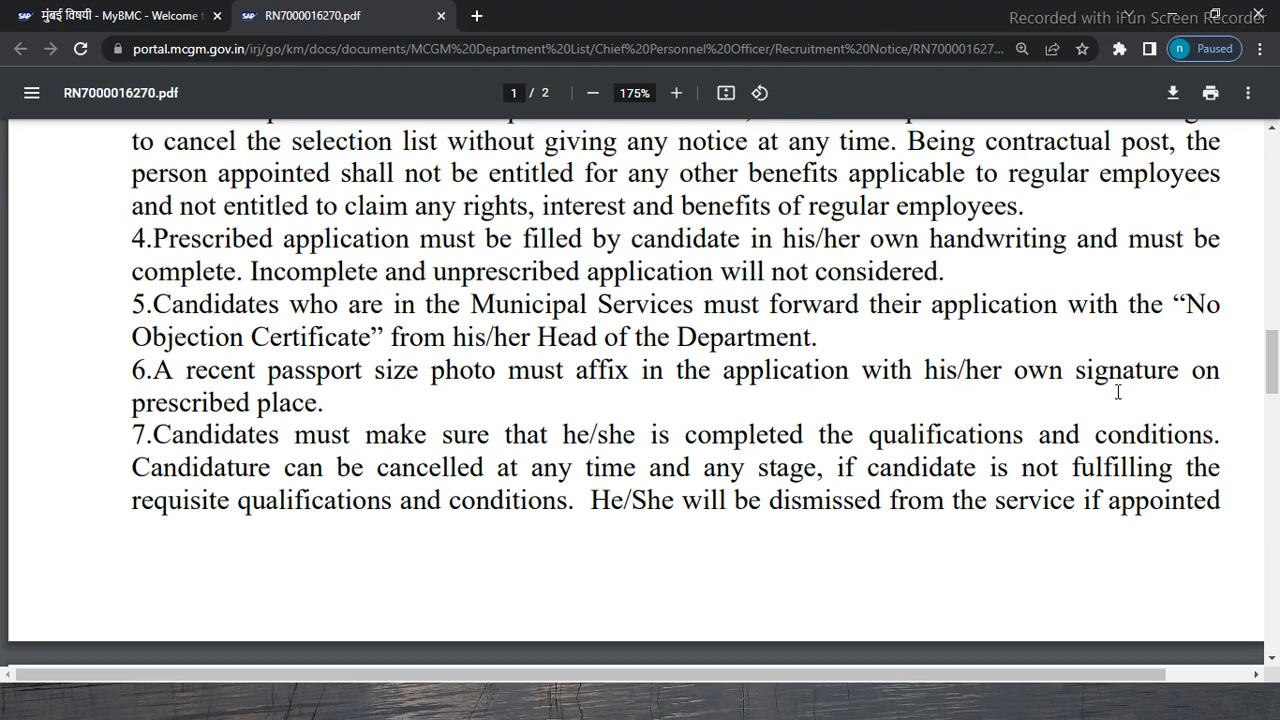 मुंबई विषयी - MyBMC - Welcome t
RN7000016270.pdf
Recorded with iFun Screen Recorder
portal.mcgm.gov.in/irj/go/km/docs/documents/MCGM%20Department%20List/Chief%20Personnel%20Officer/Recruitment%20Notice/RN700001627...
n Paused
RN7000016270.pdf
1 / 2
175%
to cancel the selection list without giving any notice at any time. Being contractual post, the
person appointed shall not be entitled for any other benefits applicable to regular employees
and not entitled to claim any rights, interest and benefits of regular employees.
4.Prescribed application must be filled by candidate in his/her own handwriting and must be
complete. Incomplete and unprescribed application will not considered.
5.Candidates who are in the Municipal Services must forward their application with the “No
Objection Certificate” from his/her Head of the Department.
6.A recent passport size photo must affix in the application with his/her own signature on
prescribed place.
7.Candidates must make sure that he/she is completed the qualifications and conditions.
Candidature can be cancelled at any time and any stage, if candidate is not fulfilling the
requisite qualifications and conditions. He/She will be dismissed from the service if appointed